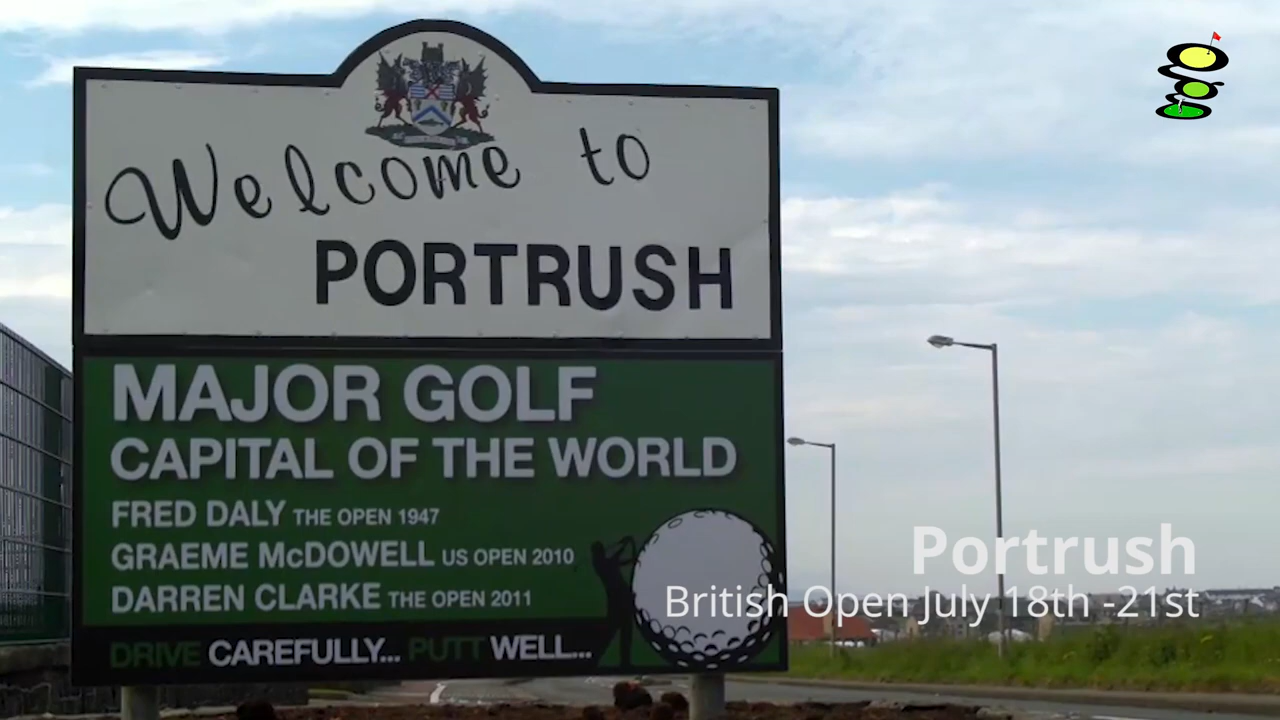 Welcome to
PORTRUSH
MAJOR GOLF
CAPITAL OF THE WORLD
FRED DALY THE OPEN 1947
GRAEME McDOWELL US OPEN 2010
DARREN CLARKE THE OPEN 2011
DRIVE CAREFULLY... PUTT WELL...
Portrush
British Open July 18th -21st